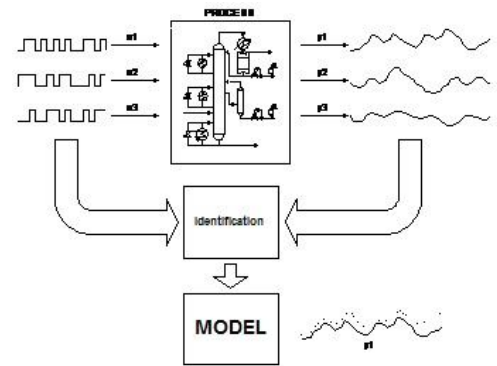 PROCESS
u1
y1
u2
y2
u3
y3
Identification
MODEL
y1